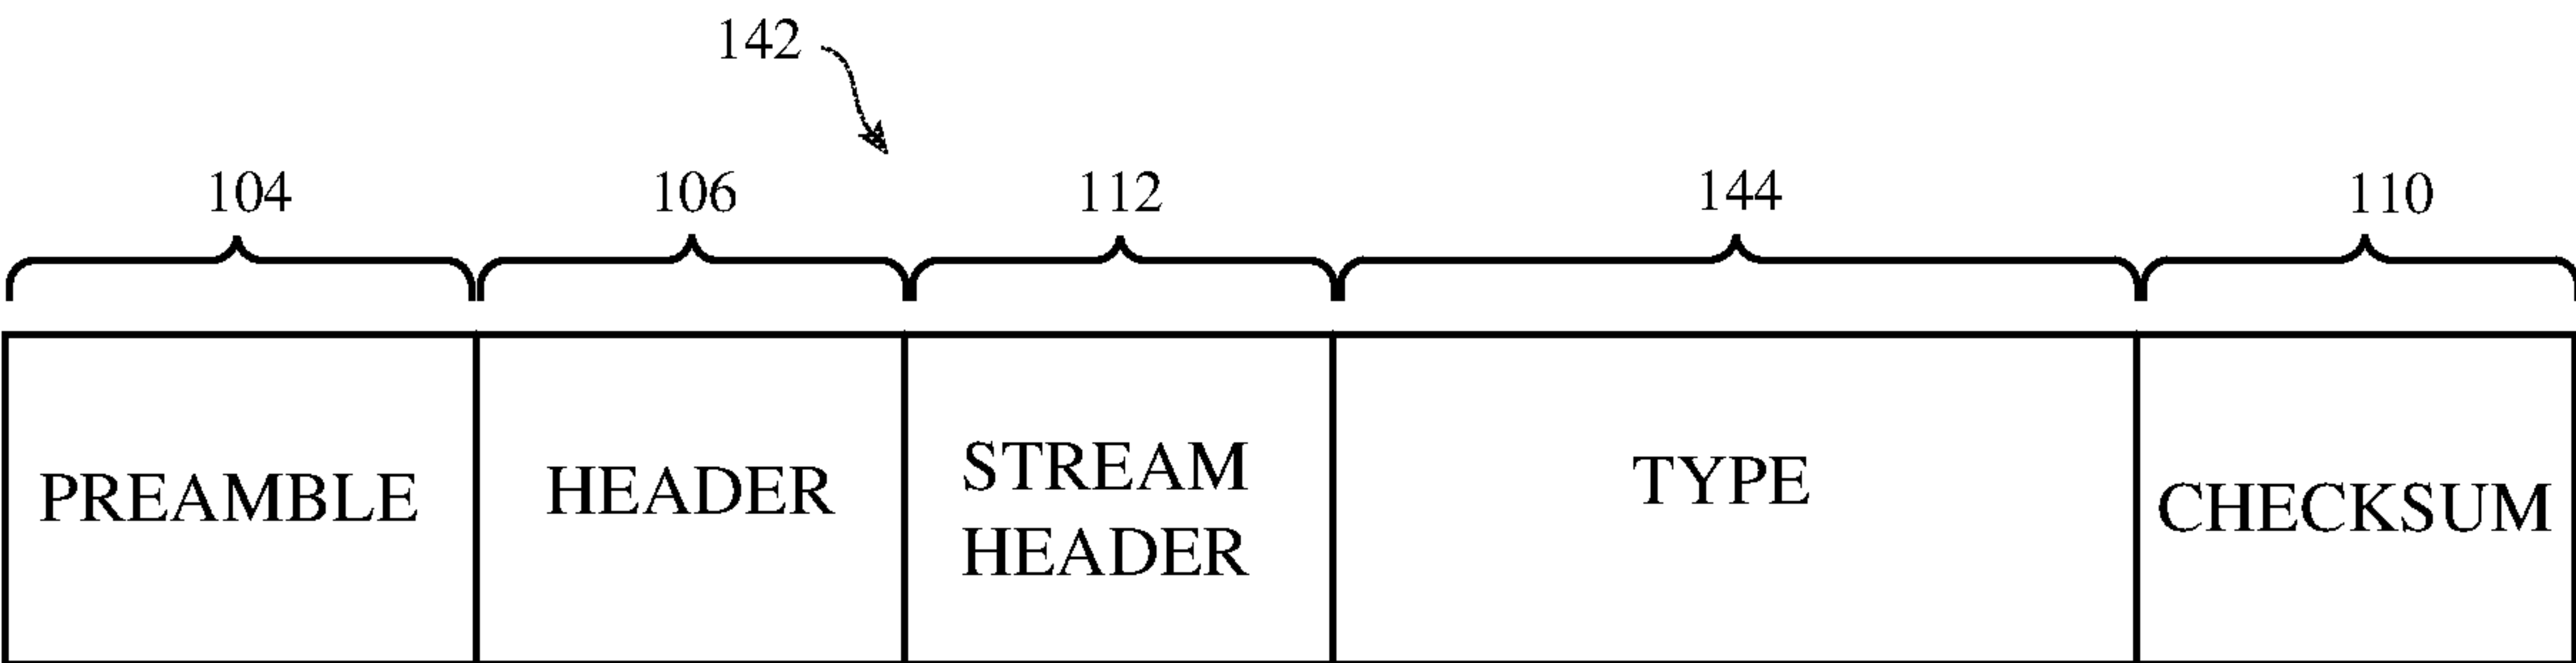 142
104 106 112 144 110
PREAMBLE HEADER STREAM HEADER TYPE CHECKSUM